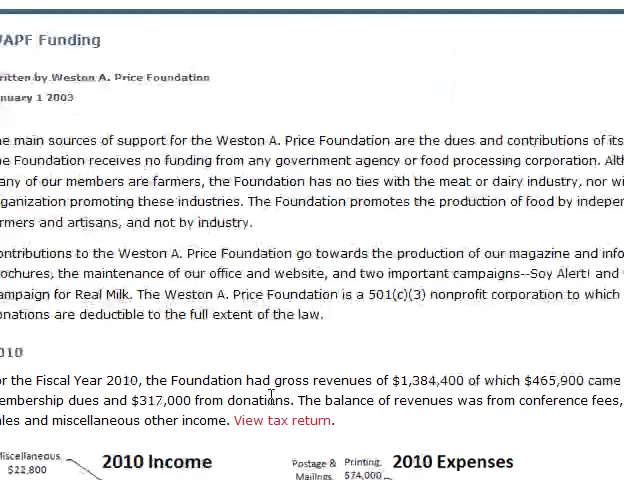 APF Funding
ritten by Weston A. Price Foundation
nuary 1 2003
e main sources of support for the Weston A. Price Foundation are the dues and contributions of its
e Foundation receives no funding from any government agency or food processing corporation. Alth
any of our members are farmers, the Foundation has no ties with the meat or dairy industry, nor wi
ganization promoting these industries. The Foundation promotes the production of food by indepen
rmers and artisans, and not by industry.
ontributions to the Weston A. Price Foundation go towards the production of our magazine and info
ochures, the maintenance of our office and website, and two important campaigns--Soy Alert! and
ampaign for Real Milk. The Weston A. Price Foundation is a 501(c)(3) nonprofit corporation to which
onations are deductible to the full extent of the law.
010
or the Fiscal Year 2010, the Foundation had gross revenues of $1,384,400 of which $465,900 came
embership dues and $317,000 from donations. The balance of revenues was from conference fees,
ales and miscellaneous other income. View tax return.
Miscellaneous, $22,800
2010 Income
Postage & Mailings,
Printing, $74,000
2010 Expenses